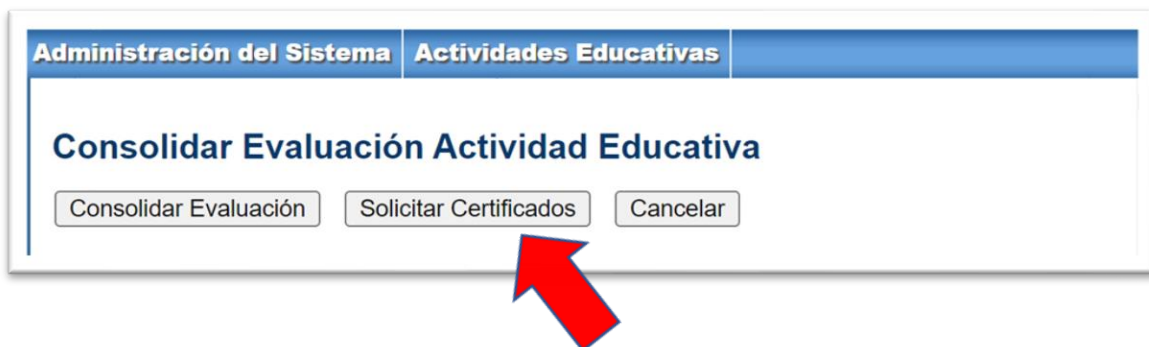 Administración del Sistema Actividades Educativas
Consolidar Evaluación Actividad Educativa
Consolidar Evaluación Solicitar Certificados Cancelar